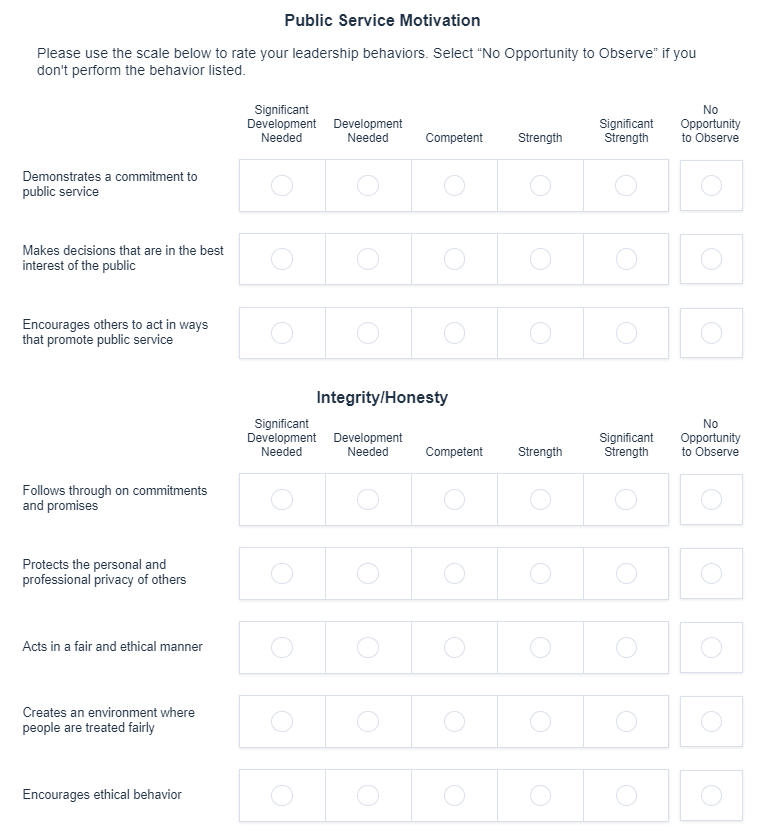 Public Service Motivation
Please use the scale below to rate your leadership behaviors. Select “No Opportunity to Observe” if you
don't perform the behavior listed.
Significant
Development
Needed
Development
Needed
Competent
Strength
Significant
Strength
No
Opportunity
to Observe
Demonstrates a commitment to
public service
Makes decisions that are in the best
interest of the public
Encourages others to act in ways
that promote public service
Integrity/Honesty
Significant
Development
Needed
Development
Needed
Competent
Strength
Significant
Strength
No
Opportunity
to Observe
Follows through on commitments
and promises
Protects the personal and
professional privacy of others
Acts in a fair and ethical manner
Creates an environment where
people are treated fairly
Encourages ethical behavior